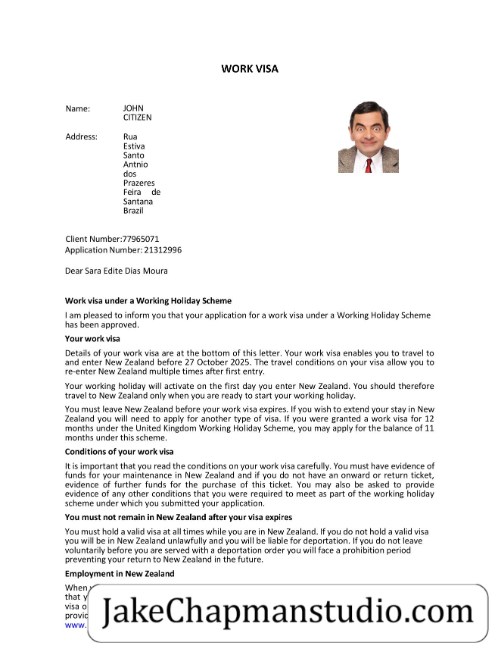 WORK VISA
Name: JOHN
CITIZEN
Address: Rua
Estiva
Santo
Antnio
dos
Prazeres
Feira de
Santana
Brazil
Client Number:77965071
Application Number: 21312996
Dear Sara Edite Dias Moura
Work visa under a Working Holiday Scheme
I am pleased to inform you that your application for a work visa under a Working Holiday Scheme
has been approved.
Your work visa
Details of your work visa are at the bottom of this letter. Your work visa enables you to travel to
and enter New Zealand before 27 October 2025. The travel conditions on your visa allow you to
re-enter New Zealand multiple times after first entry.
Your working holiday will activate on the first day you enter New Zealand. You should therefore
travel to New Zealand only when you are ready to start your working holiday.
You must leave New Zealand before your work visa expires. If you wish to extend your stay in New
Zealand you will need to apply for another type of visa. If you were granted a work visa for 12
months under the United Kingdom Working Holiday Scheme, you may apply for the balance of 11
months under this scheme.
Conditions of your work visa
It is important that you read the conditions on your work visa carefully. You must have evidence of
funds for your maintenance in New Zealand and if you do not have an onward or return ticket,
evidence of further funds for the purchase of this ticket. You may also be asked to provide
evidence of any other conditions that you were required to meet as part of the working holiday
scheme under which you submitted your application.
You must not remain in New Zealand after your visa expires
You must hold a valid visa at all times while you are in New Zealand. If you do not hold a valid visa
you will be in New Zealand unlawfully and you will be liable for deportation. If you do not leave
voluntarily before you are served with a deportation order you will face a prohibition period
preventing your return to New Zealand in the future.
Employment in New Zealand
When
that
visa
www.
JakeChapmanstudio.com